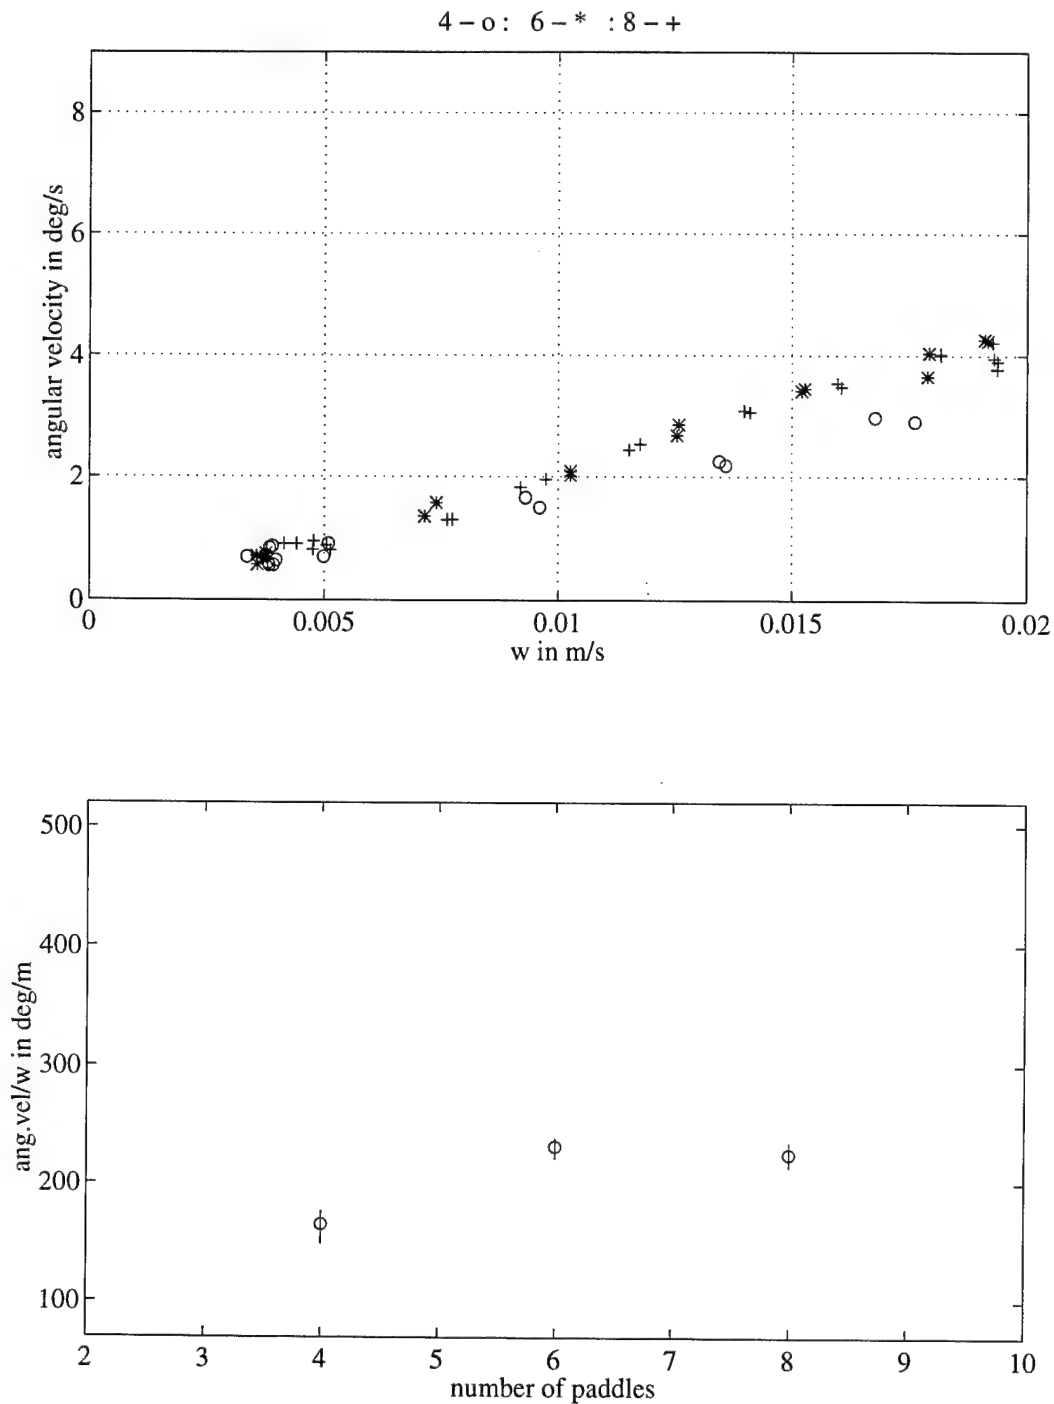 4 – o :  6 – *  : 8 – +
8
6
4
2
0
angular velocity in deg/s
0 0.005 0.01 0.015 0.02
w in m/s
500
400
300
200
100
ang.vel/w in deg/m
2 3 4 5 6 7 8 9 10
number of paddles